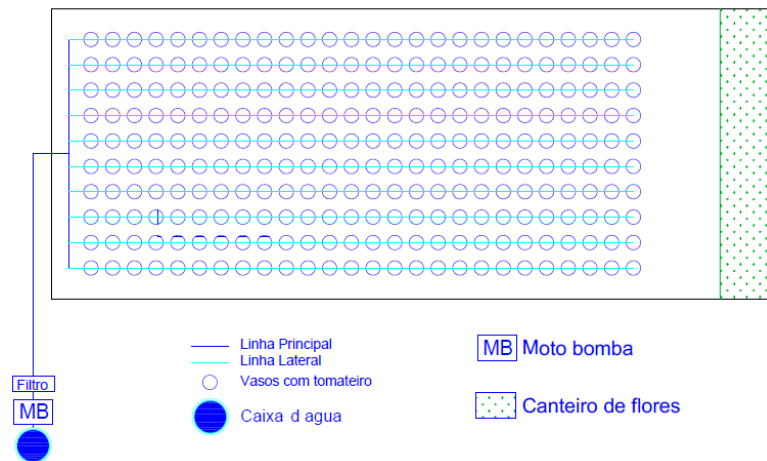 Linha Principal
Linha Lateral
Vasos com tomateiro
Caixa d agua
MB Moto bomba
Canteiro de flores
Filtro
MB